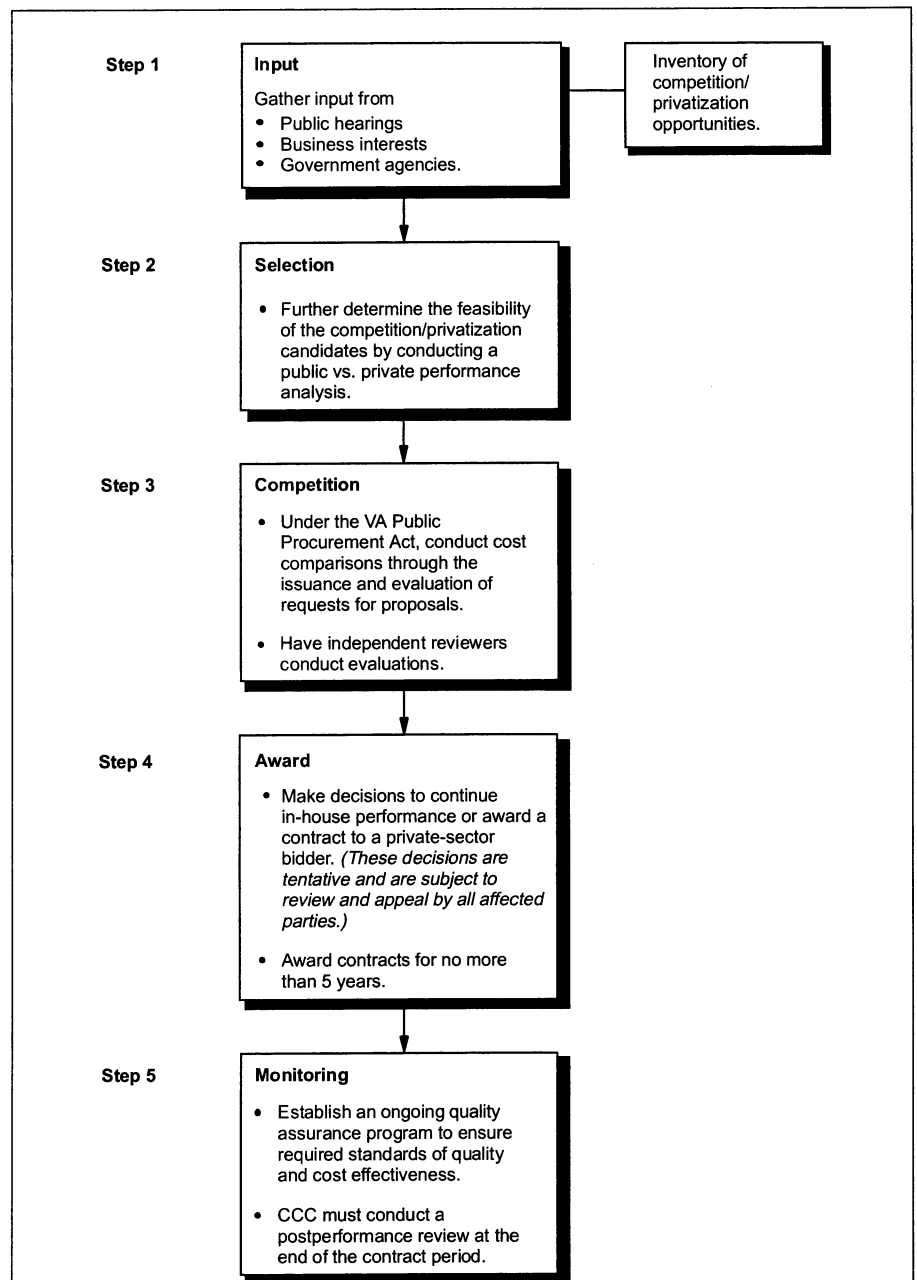 Step 1
Input
Gather input from
• Public hearings
• Business interests
• Government agencies.
Inventory of
competition/
privatization
opportunities.
Step 2
Selection
• Further determine the feasibility
of the competition/privatization
candidates by conducting a
public vs. private performance
analysis.
Step 3
Competition
• Under the VA Public
Procurement Act, conduct cost
comparisons through the
issuance and evaluation of
requests for proposals.
• Have independent reviewers
conduct evaluations.
Step 4
Award
• Make decisions to continue
in-house performance or award a
contract to a private-sector
bidder. (These decisions are
tentative and are subject to
review and appeal by all affected
parties.)
• Award contracts for no more
than 5 years.
Step 5
Monitoring
• Establish an ongoing quality
assurance program to ensure
required standards of quality
and cost effectiveness.
• CCC must conduct a
postperformance review at the
end of the contract period.